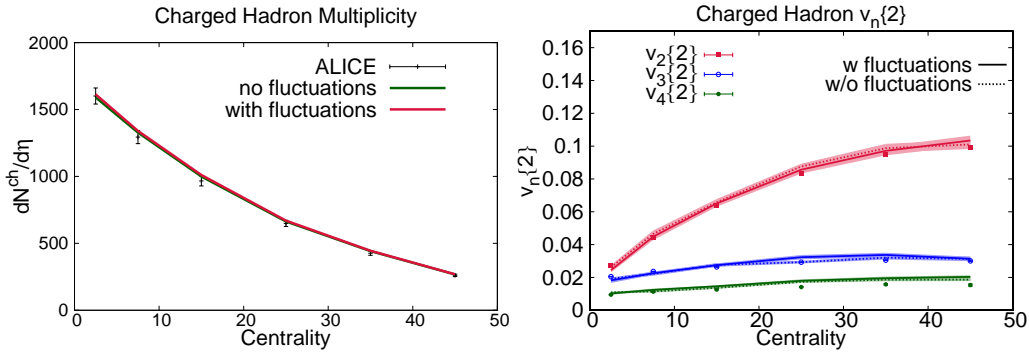 Charged Hadron Multiplicity
2000
1500
1000
500
0
dN^ch/dη
ALICE
no fluctuations
with fluctuations
0 10 20 30 40 50
Centrality
Charged Hadron v_n{2}
0.16
0.14
0.12
0.1
0.08
0.06
0.04
0.02
0
v_n{2}
v_2{2}
v_3{2}
v_4{2}
w fluctuations
w/o fluctuations
0 10 20 30 40 50
Centrality